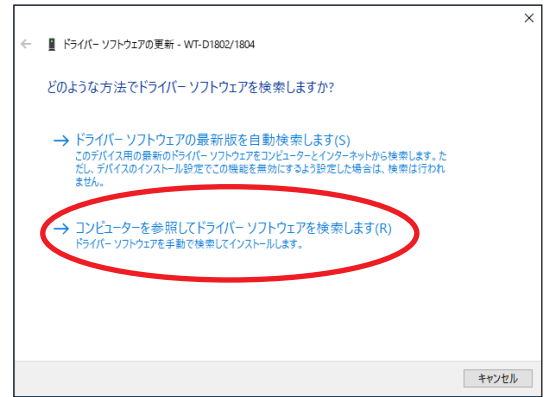 ドライバー ソフトウェアの更新 - WT-D1802/1804
どのような方法でドライバー ソフトウェアを検索しますか?
→ ドライバー ソフトウェアの最新版を自動検索します(S)
このデバイス用の最新のドライバー ソフトウェアをコンピューターとインターネットから検索します。た
だし、デバイスのインストール設定でこの機能を無効にするよう設定した場合は、検索は行われ
ません。
→ コンピューターを参照してドライバー ソフトウェアを検索します(R)
ドライバー ソフトウェアを手動で検索してインストールします。
キャンセル